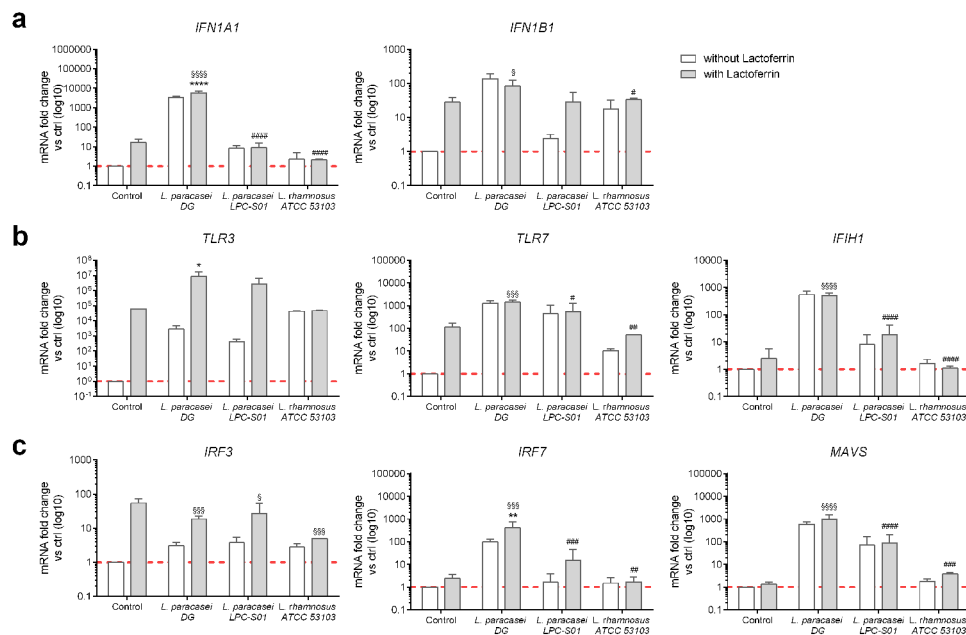 a
IFN1A1
mRNA fold change
vs ctrl (log10)
1000000
100000
10000
1000
100
10
1
0.1
§§§§
****
####
####
Control
L. paracasei
DG
L. paracasei
LPC-S01
L. rhamnosus
ATCC 53103
IFN1B1
mRNA fold change
vs ctrl (log10)
1000
100
10
1
0.1
§
#
Control
L. paracasei
DG
L. paracasei
LPC-S01
L. rhamnosus
ATCC 53103
without Lactoferrin
with Lactoferrin
b
TLR3
mRNA fold change
vs ctrl (log10)
10⁸
10⁷
10⁶
10⁵
10⁴
10³
10²
10¹
10⁰
10⁻¹
*
Control
L. paracasei
DG
L. paracasei
LPC-S01
L. rhamnosus
ATCC 53103
TLR7
mRNA fold change
vs ctrl (log10)
100000
10000
1000
100
10
1
0.1
§§§
#
##
Control
L. paracasei
DG
L. paracasei
LPC-S01
L. rhamnosus
ATCC 53103
IFIH1
mRNA fold change
vs ctrl (log10)
10000
1000
100
10
1
0.1
§§§§
####
####
Control
L. paracasei
DG
L. paracasei
LPC-S01
L. rhamnosus
ATCC 53103
c
IRF3
mRNA fold change
vs ctrl (log10)
1000
100
10
1
0.1
§§§
§
§§§
Control
L. paracasei
DG
L. paracasei
LPC-S01
L. rhamnosus
ATCC 53103
IRF7
mRNA fold change
vs ctrl (log10)
100000
10000
1000
100
10
1
0.1
§§§
**
###
##
Control
L. paracasei
DG
L. paracasei
LPC-S01
L. rhamnosus
ATCC 53103
MAVS
mRNA fold change
vs ctrl (log10)
100000
10000
1000
100
10
1
0.1
§§§§
####
###
Control
L. paracasei
DG
L. paracasei
LPC-S01
L. rhamnosus
ATCC 53103